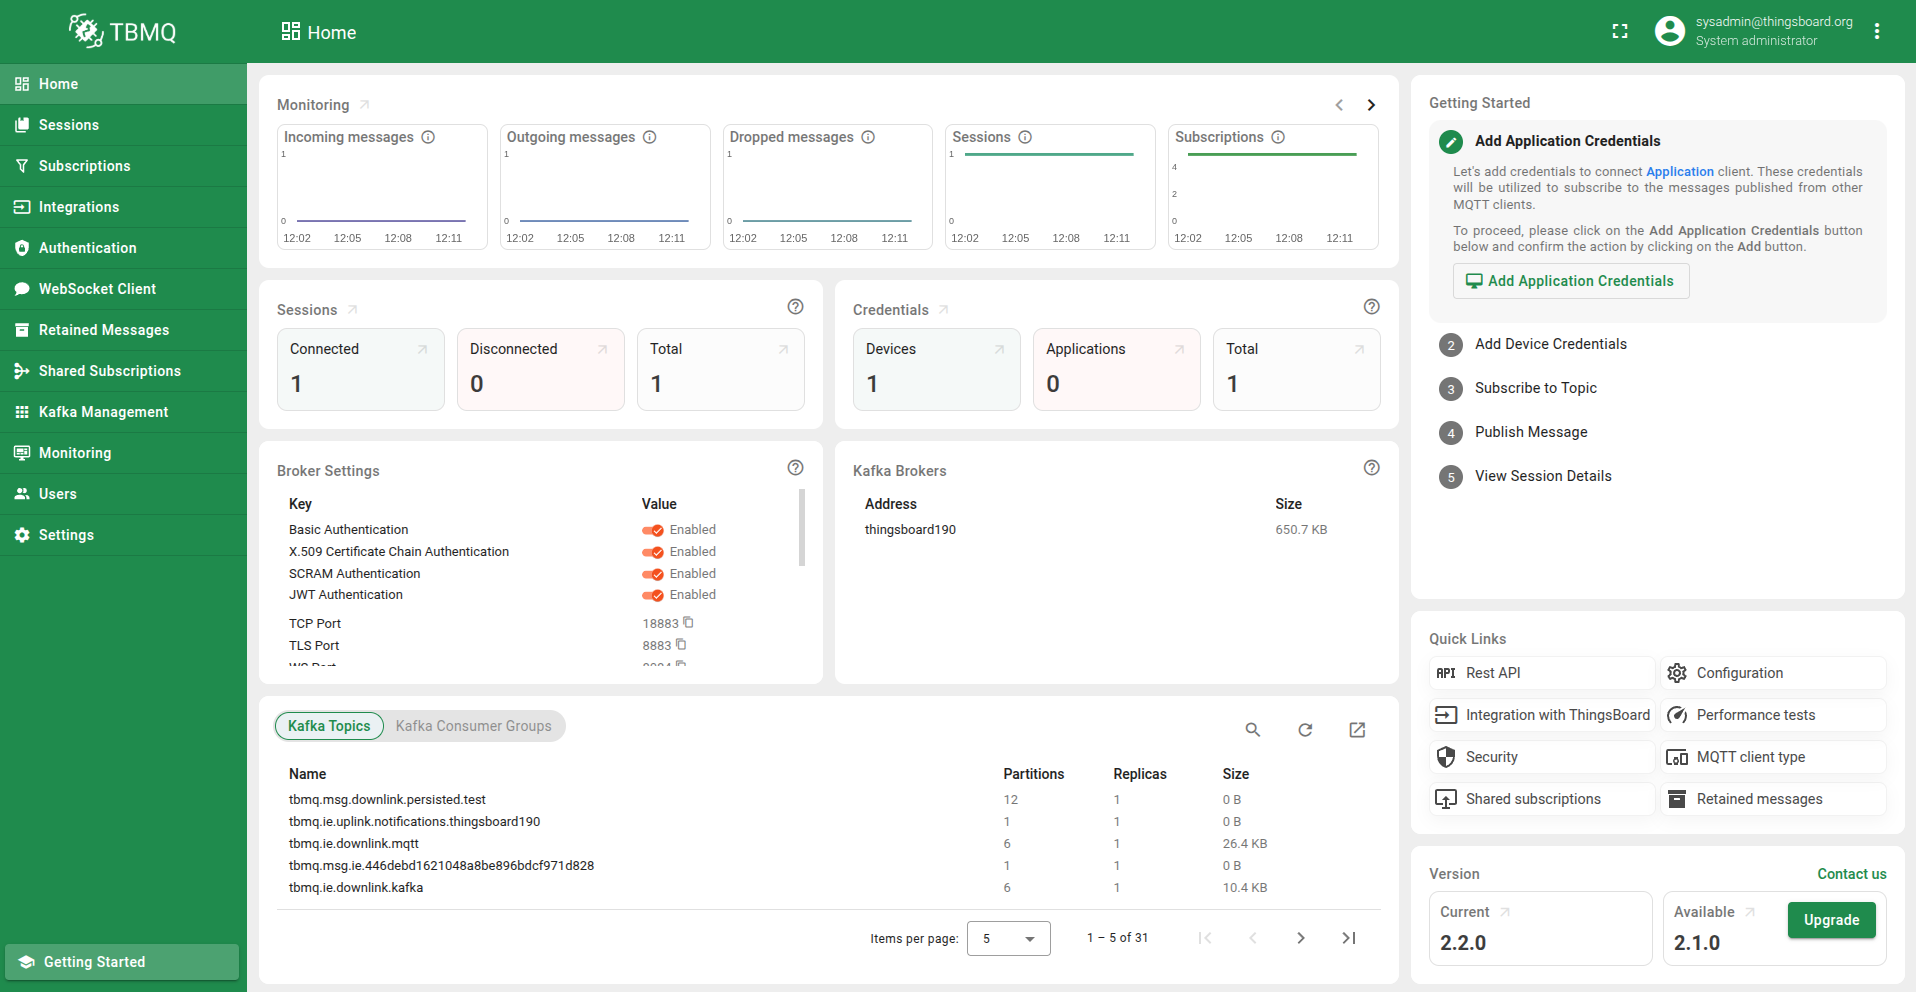 TBMQ
Home
sysadmin@thingsboard.org
System administrator
Home
Sessions
Subscriptions
Integrations
Authentication
WebSocket Client
Retained Messages
Shared Subscriptions
Kafka Management
Monitoring
Users
Settings
Getting Started
Monitoring
Incoming messages
1
0
12:02 12:05 12:08 12:11
Outgoing messages
1
0
12:02 12:05 12:08 12:11
Dropped messages
1
0
12:02 12:05 12:08 12:11
Sessions
1
0
12:02 12:05 12:08 12:11
Subscriptions
4
2
0
12:02 12:05 12:08 12:11
Sessions
Connected
1
Disconnected
0
Total
1
Credentials
Devices
1
Applications
0
Total
1
Broker Settings
Key Value
Basic Authentication Enabled
X.509 Certificate Chain Authentication Enabled
SCRAM Authentication Enabled
JWT Authentication Enabled
TCP Port 18883
TLS Port 8883
Kafka Brokers
Address Size
thingsboard190 650.7 KB
Kafka Topics Kafka Consumer Groups
Name Partitions Replicas Size
tbmq.msg.downlink.persisted.test 12 1 0 B
tbmq.ie.uplink.notifications.thingsboard190 1 1 0 B
tbmq.ie.downlink.mqtt 6 1 26.4 KB
tbmq.msg.ie.446debd1621048a8be896bdcf971d828 1 1 0 B
tbmq.ie.downlink.kafka 6 1 10.4 KB
Items per page: 5 1 – 5 of 31
Getting Started
Add Application Credentials
Let's add credentials to connect Application client. These credentials
will be utilized to subscribe to the messages published from other
MQTT clients.
To proceed, please click on the Add Application Credentials button
below and confirm the action by clicking on the Add button.
Add Application Credentials
2 Add Device Credentials
3 Subscribe to Topic
4 Publish Message
5 View Session Details
Quick Links
API Rest API
Configuration
Integration with ThingsBoard
Performance tests
Security
MQTT client type
Shared subscriptions
Retained messages
Version Contact us
Current
2.2.0
Available
2.1.0
Upgrade